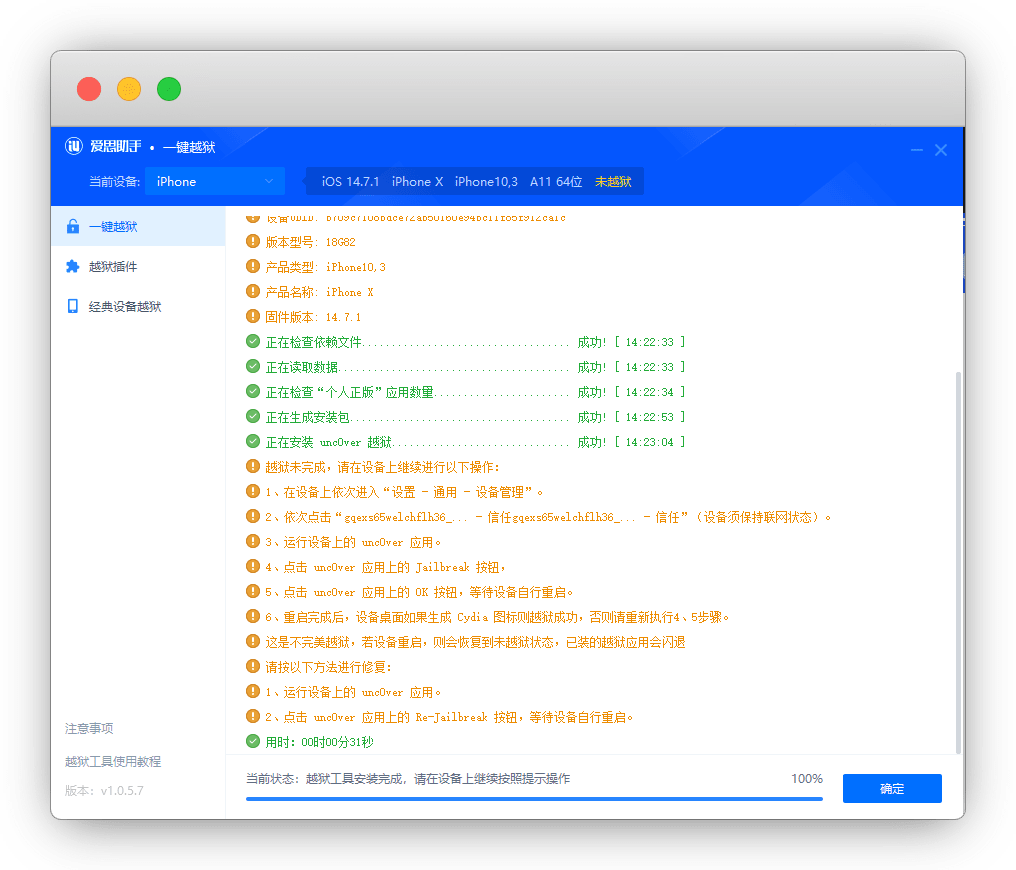 爱思助手 • 一键越狱
当前设备: iPhone iOS 14.7.1 iPhone X iPhone10,3 A11 64位 未越狱
一键越狱
越狱插件
经典设备越狱
设备UDID:
版本型号: 18G82
产品类型: iPhone10,3
产品名称: iPhone X
固件版本: 14.7.1
正在检查依赖文件................................... 成功! [ 14:22:33 ]
正在读取数据....................................... 成功! [ 14:22:33 ]
正在检查“个人正版”应用数量....................... 成功! [ 14:22:34 ]
正在生成安装包..................................... 成功! [ 14:22:53 ]
正在安装 unc0ver 越狱.............................. 成功! [ 14:23:04 ]
越狱未完成，请在设备上继续进行以下操作:
1、在设备上依次进入“设置 - 通用 - 设备管理”。
2、依次点击“gqexs65welchflh36_... - 信任gqexs65welchflh36_... - 信任”（设备须保持联网状态）。
3、运行设备上的 unc0ver 应用。
4、点击 unc0ver 应用上的 Jailbreak 按钮，
5、点击 unc0ver 应用上的 OK 按钮，等待设备自行重启。
6、重启完成后，设备桌面如果生成 Cydia 图标则越狱成功，否则请重新执行4、5步骤。
这是不完美越狱，若设备重启，则会恢复到未越狱状态，已装的越狱应用会闪退
请按以下方法进行修复:
1、运行设备上的 unc0ver 应用。
2、点击 unc0ver 应用上的 Re-Jailbreak 按钮，等待设备自行重启。
用时: 00时00分31秒
注意事项
越狱工具使用教程
版本: v1.0.5.7
当前状态: 越狱工具安装完成，请在设备上继续按照提示操作 100%
确定